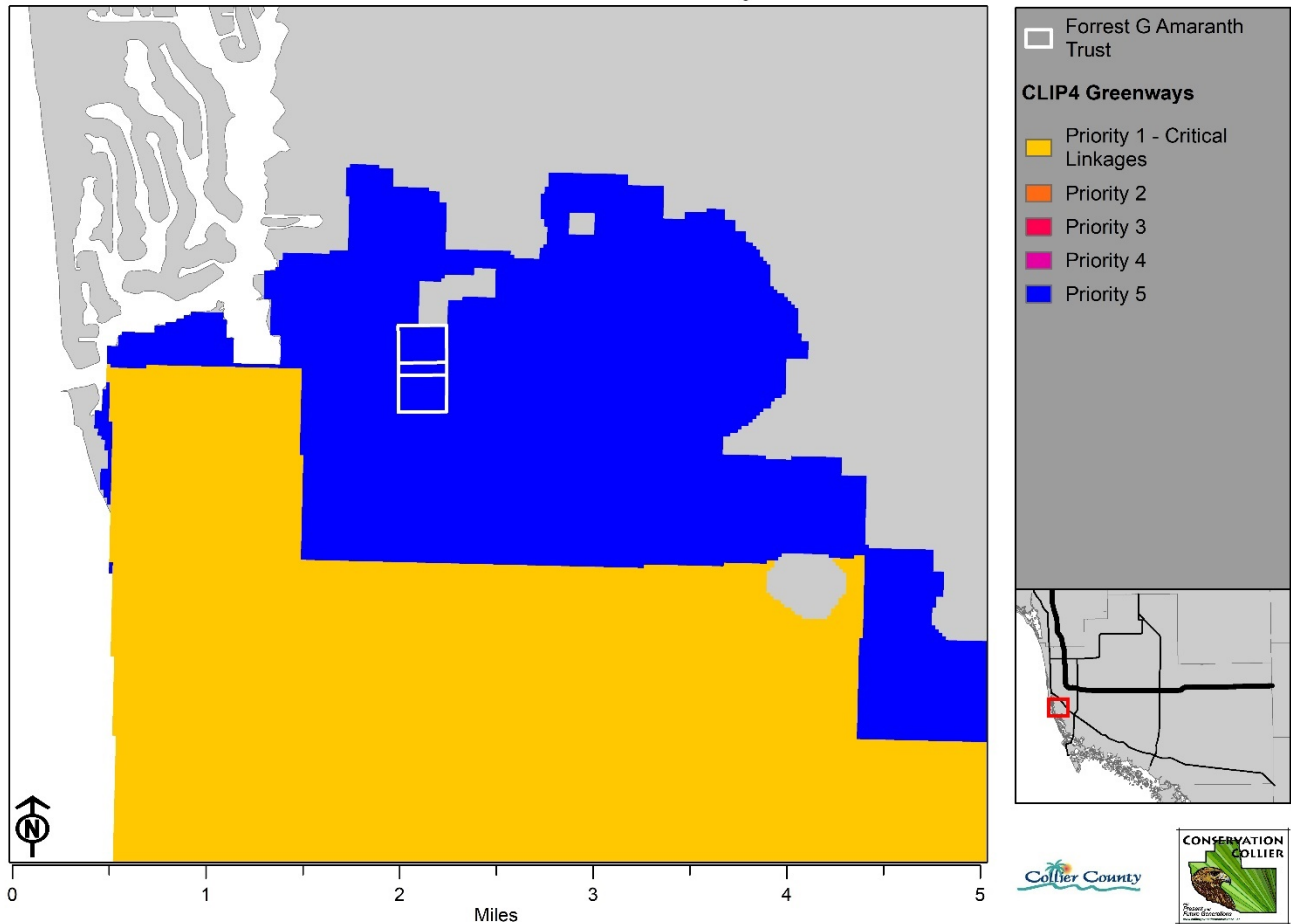 Forrest G Amaranth
Trust
CLIP4 Greenways
Priority 1 - Critical
Linkages
Priority 2
Priority 3
Priority 4
Priority 5
N
0 1 2 3 4 5
Miles
Collier County
CONSERVATION
COLLIER